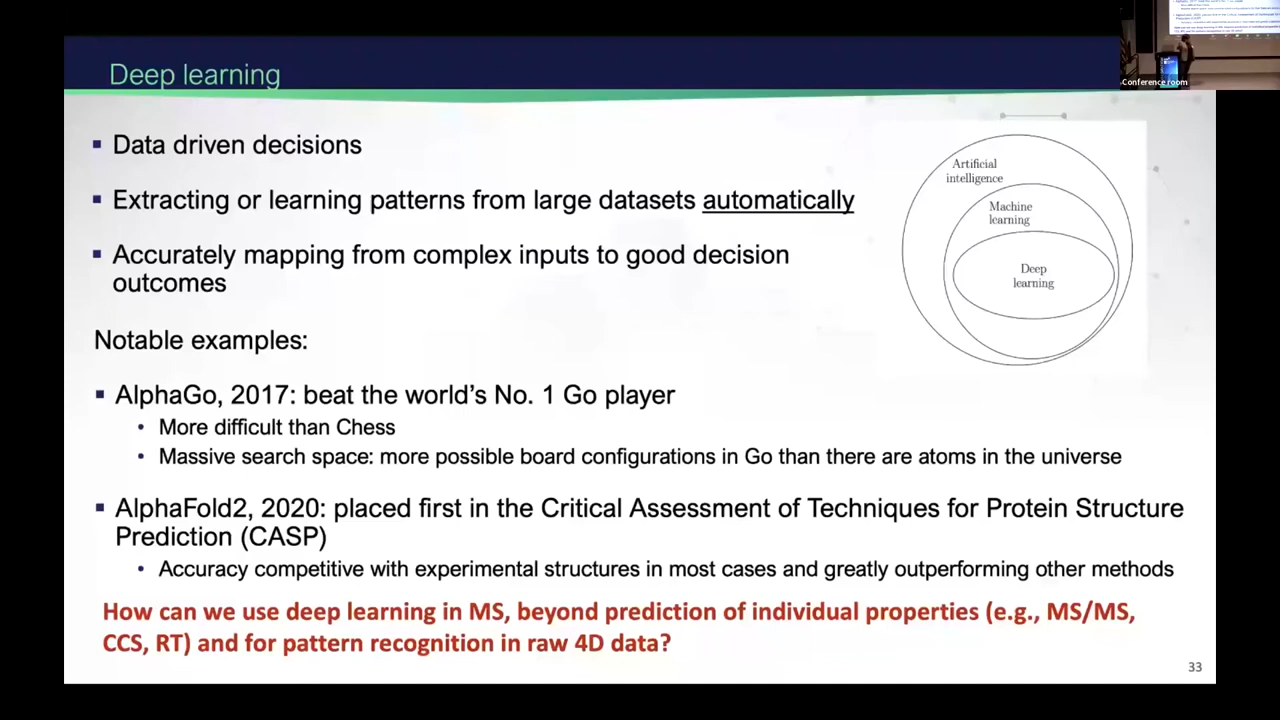 Deep learning
Conference room
▪ Data driven decisions
▪ Extracting or learning patterns from large datasets automatically
▪ Accurately mapping from complex inputs to good decision
outcomes
Artificial
intelligence
Machine
learning
Deep
learning
Notable examples:
▪ AlphaGo, 2017: beat the world’s No. 1 Go player
• More difficult than Chess
• Massive search space: more possible board configurations in Go than there are atoms in the universe
▪ AlphaFold2, 2020: placed first in the Critical Assessment of Techniques for Protein Structure
Prediction (CASP)
• Accuracy competitive with experimental structures in most cases and greatly outperforming other methods
How can we use deep learning in MS, beyond prediction of individual properties (e.g., MS/MS,
CCS, RT) and for pattern recognition in raw 4D data?
33